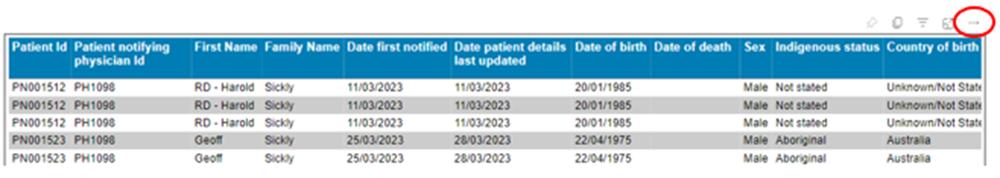 Patient Id Patient notifying physician Id First Name Family Name Date first notified Date patient details last updated Date of birth Date of death Sex Indigenous status Country of birth
PN001512 PH1098 RD - Harold Sickly 11/03/2023 11/03/2023 20/01/1985 Male Not stated Unknown/Not State
PN001512 PH1098 RD - Harold Sickly 11/03/2023 11/03/2023 20/01/1985 Male Not stated Unknown/Not State
PN001512 PH1098 RD - Harold Sickly 11/03/2023 11/03/2023 20/01/1985 Male Not stated Unknown/Not State
PN001523 PH1098 Geoff Sickly 25/03/2023 28/03/2023 22/04/1975 Male Aboriginal Australia
PN001523 PH1098 Geoff Sickly 25/03/2023 28/03/2023 22/04/1975 Male Aboriginal Australia